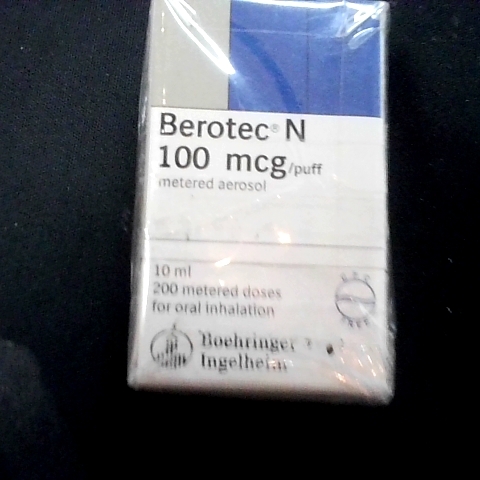 Berotec® N
100 mcg/puff
metered aerosol
10 ml
200 metered doses
for oral inhalation
Boehringer
Ingelheim